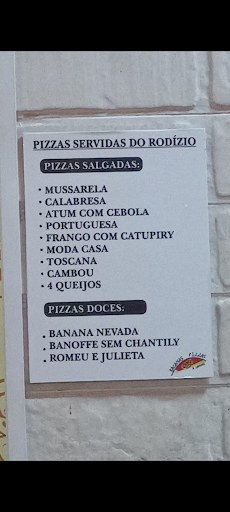 PIZZAS SERVIDAS DO RODÍZIO
PIZZAS SALGADAS:
• MUSSARELA
• CALABRESA
• ATUM COM CEBOLA
• PORTUGUESA
• FRANGO COM CATUPIRY
• MODA CASA
• TOSCANA
• CAMBOU
• 4 QUEIJOS
PIZZAS DOCES:
• BANANA NEVADA
• BANOFFE SEM CHANTILY
• ROMEU E JULIETA